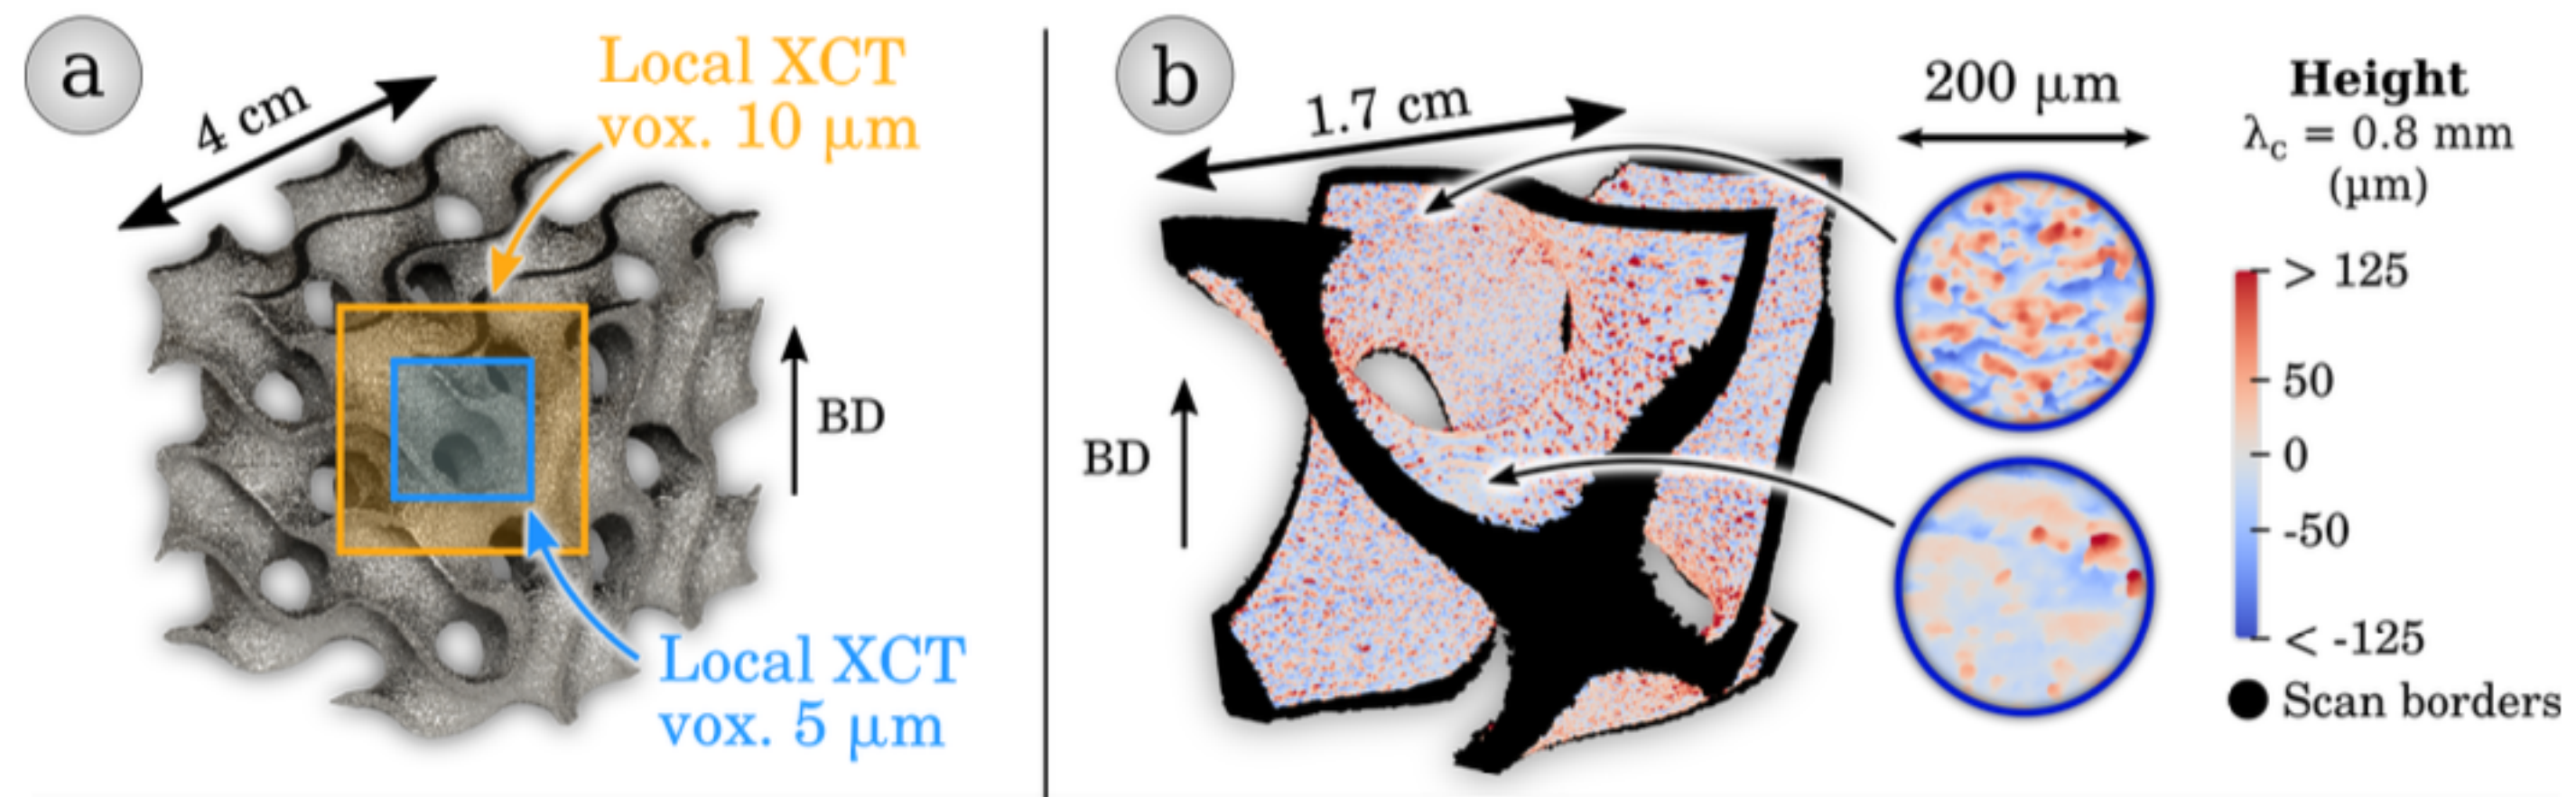 a
4 cm
Local XCT
vox. 10 µm
BD
Local XCT
vox. 5 µm
b
1.7 cm
BD
200 µm
Height
λc = 0.8 mm
(µm)
> 125
50
0
-50
< -125
Scan borders